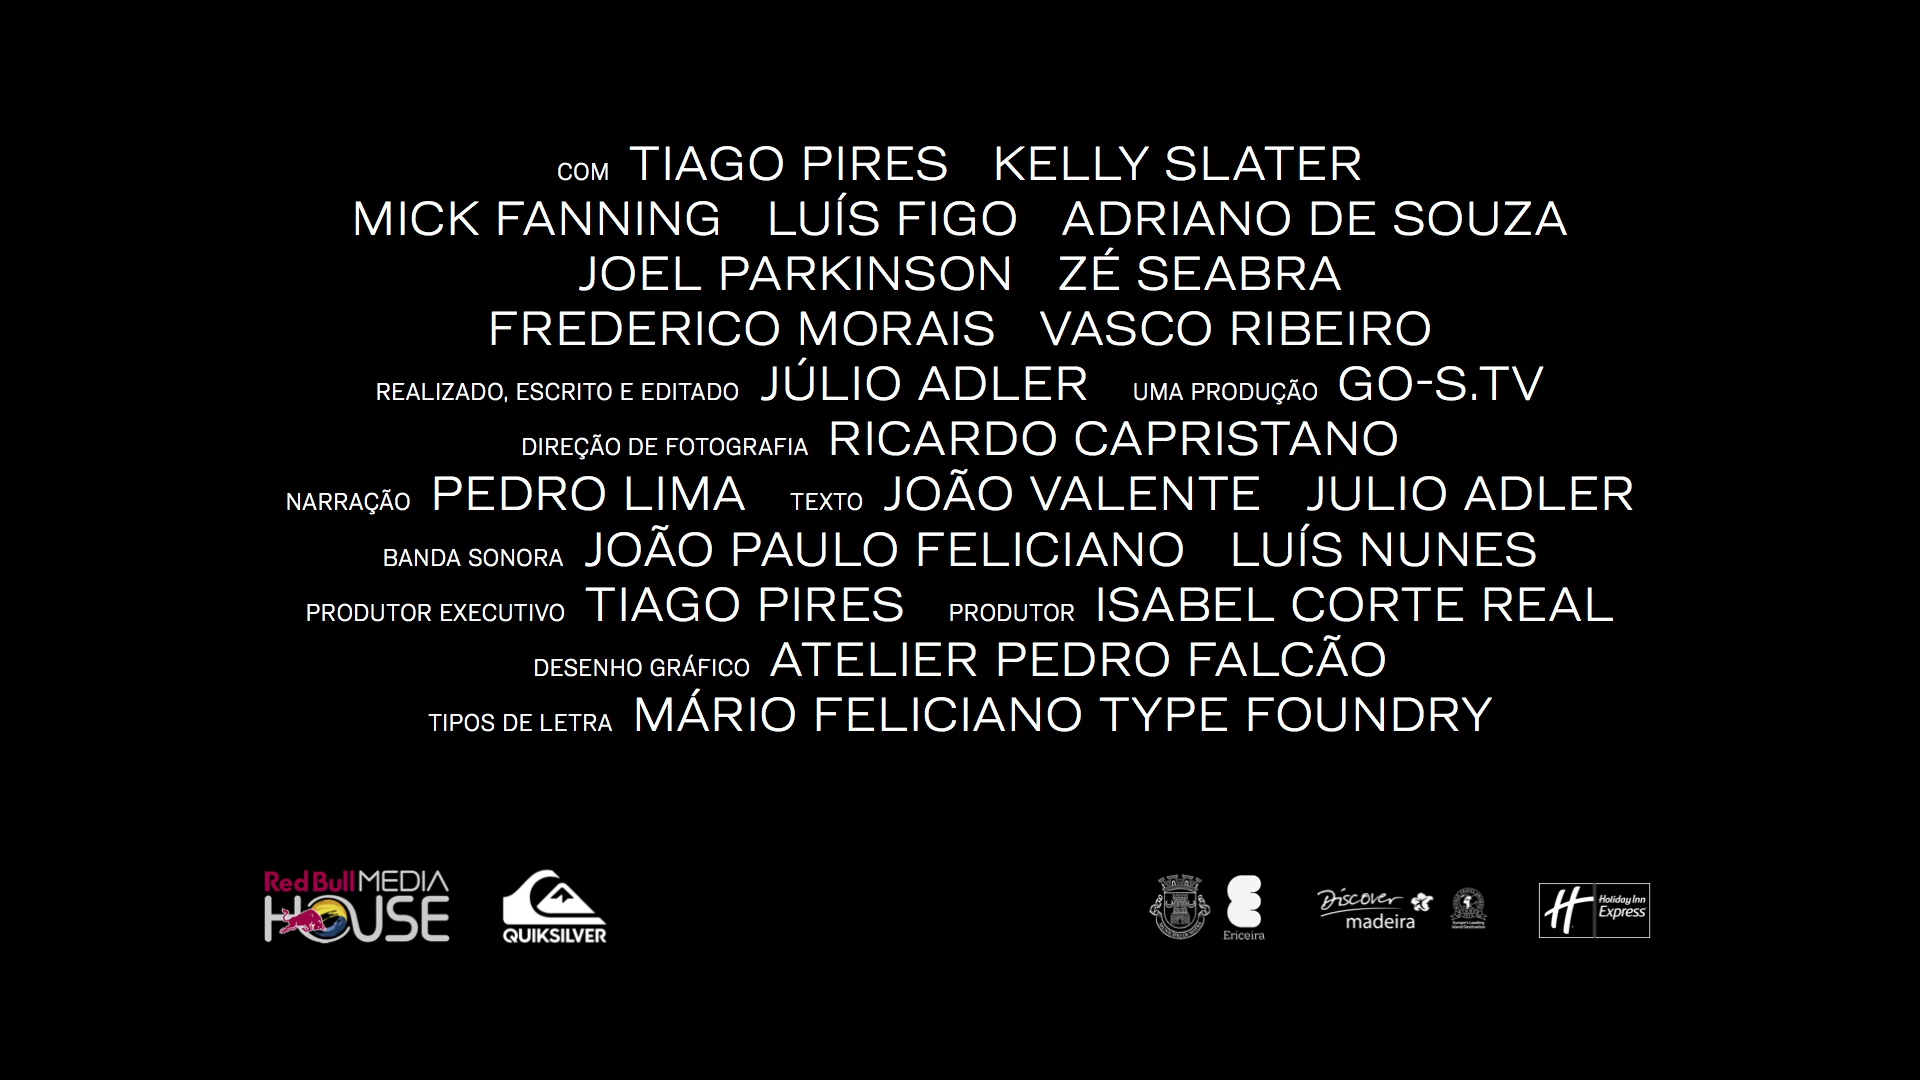 COM TIAGO PIRES KELLY SLATER
MICK FANNING LUÍS FIGO ADRIANO DE SOUZA
JOEL PARKINSON ZÉ SEABRA
FREDERICO MORAIS VASCO RIBEIRO
REALIZADO, ESCRITO E EDITADO JÚLIO ADLER UMA PRODUÇÃO GO-S.TV
DIREÇÃO DE FOTOGRAFIA RICARDO CAPRISTANO
NARRAÇÃO PEDRO LIMA TEXTO JOÃO VALENTE JULIO ADLER
BANDA SONORA JOÃO PAULO FELICIANO LUÍS NUNES
PRODUTOR EXECUTIVO TIAGO PIRES PRODUTOR ISABEL CORTE REAL
DESENHO GRÁFICO ATELIER PEDRO FALCÃO
TIPOS DE LETRA MÁRIO FELICIANO TYPE FOUNDRY
Red Bull MEDIA
HOUSE
QUIKSILVER
Ericeira
Discover
madeira
Europe's Leading
Island Destination
Holiday Inn
Express